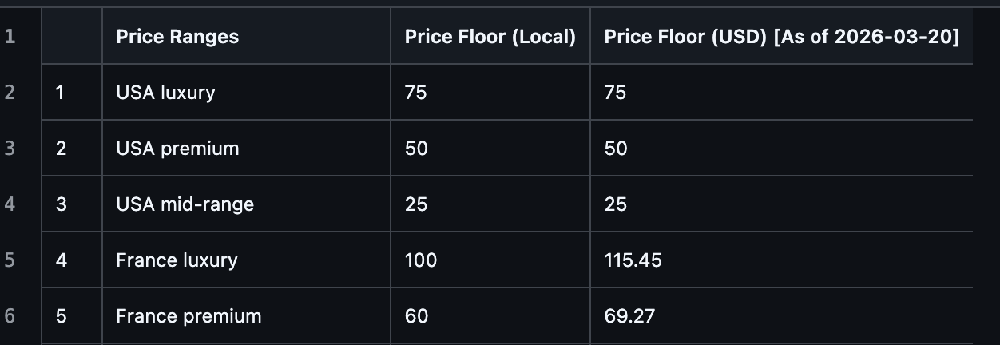 1 Price Ranges Price Floor (Local) Price Floor (USD) [As of 2026-03-20]
2 1 USA luxury 75 75
3 2 USA premium 50 50
4 3 USA mid-range 25 25
5 4 France luxury 100 115.45
6 5 France premium 60 69.27